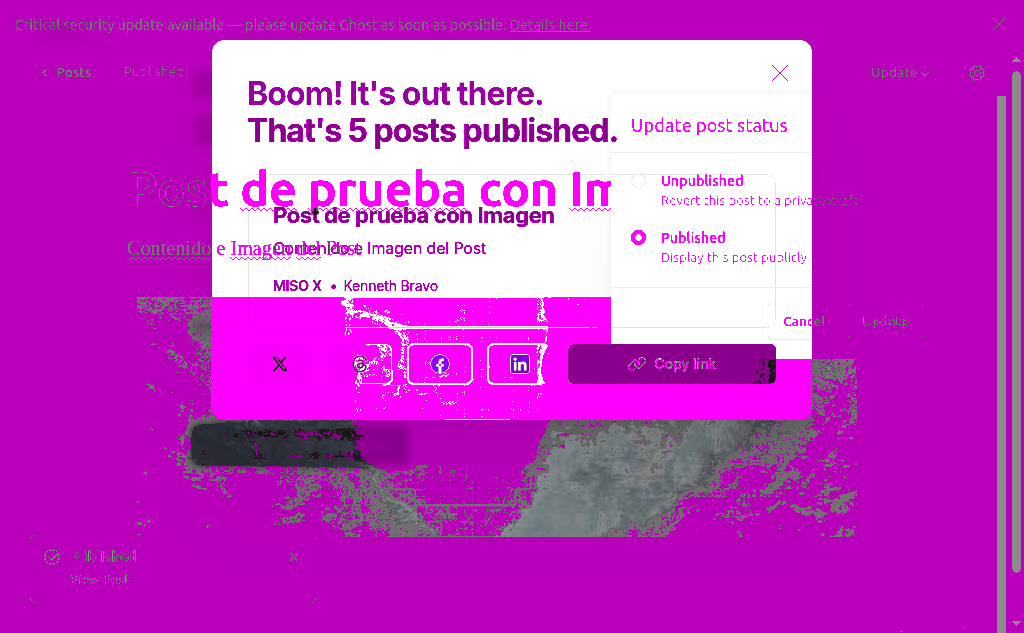 Critical security update available — please update Ghost as soon as possible. Details here.
Posts
Published
Update
Boom! It's out there.
That's 5 posts published.
Update post status
Unpublished
Revert this post to a private draft
Post de prueba con Im
Post de prueba con Imagen
Published
Display this post publicly
Contenido e Imagen del Post
Contenido e Imagen del Post
MISO X • Kenneth Bravo
Cancel
Update
Copy link
Published
View Post